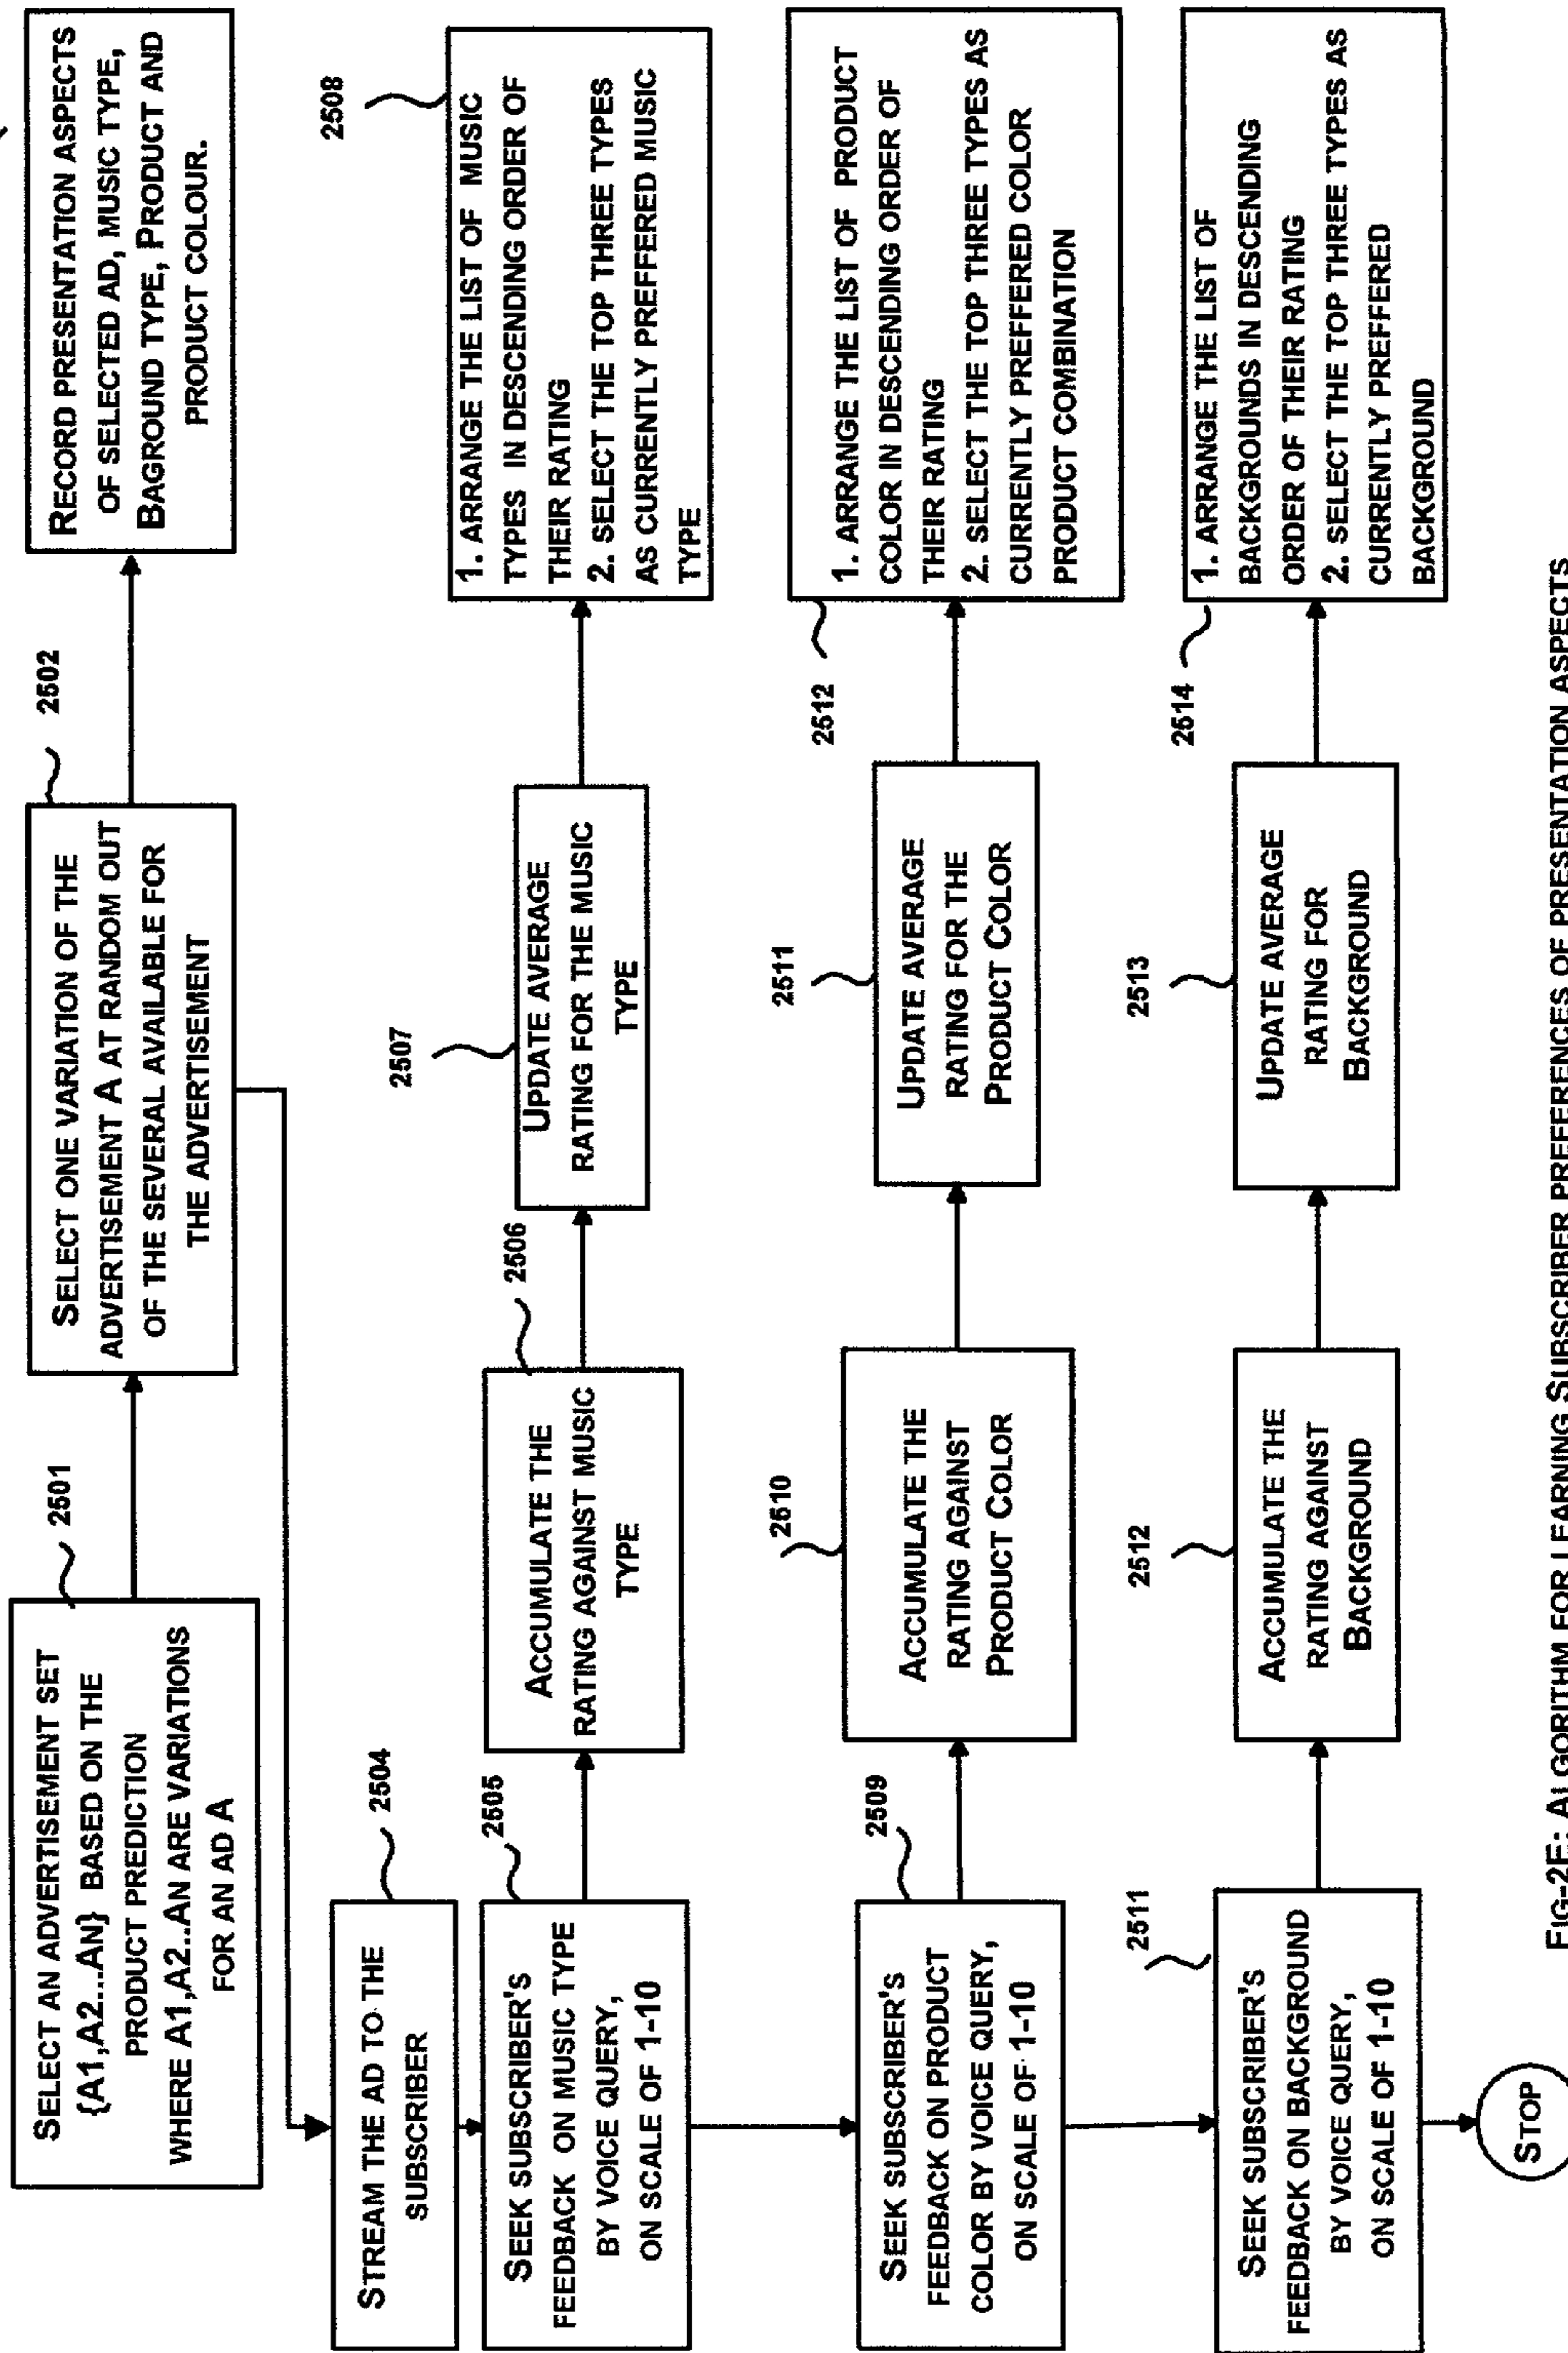 SELECT AN ADVERTISEMENT SET
{A1,A2...AN} BASED ON THE
PRODUCT PREDICTION
WHERE A1,A2..AN ARE VARIATIONS
FOR AN AD A
2501
SELECT ONE VARIATION OF THE
ADVERTISEMENT A AT RANDOM OUT
OF THE SEVERAL AVAILABLE FOR
THE ADVERTISEMENT
2502
RECORD PRESENTATION ASPECTS
OF SELECTED AD, MUSIC TYPE,
BAGROUND TYPE, PRODUCT AND
PRODUCT COLOUR.
STREAM THE AD TO THE
SUBSCRIBER
2504
SEEK SUBSCRIBER'S
FEEDBACK ON MUSIC TYPE
BY VOICE QUERY,
ON SCALE OF 1-10
2505
ACCUMULATE THE
RATING AGAINST MUSIC
TYPE
2506
UPDATE AVERAGE
RATING FOR THE MUSIC
TYPE
2507
1. ARRANGE THE LIST OF MUSIC
TYPES IN DESCENDING ORDER OF
THEIR RATING
2. SELECT THE TOP THREE TYPES
AS CURRENTLY PREFFERED MUSIC
TYPE
2508
SEEK SUBSCRIBER'S
FEEDBACK ON PRODUCT
COLOR BY VOICE QUERY,
ON SCALE OF 1-10
2509
ACCUMULATE THE
RATING AGAINST
PRODUCT COLOR
2510
UPDATE AVERAGE
RATING FOR THE
PRODUCT COLOR
2511
1. ARRANGE THE LIST OF PRODUCT
COLOR IN DESCENDING ORDER OF
THEIR RATING
2. SELECT THE TOP THREE TYPES AS
CURRENTLY PREFFERED COLOR
PRODUCT COMBINATION
2512
SEEK SUBSCRIBER'S
FEEDBACK ON BACKGROUND
BY VOICE QUERY,
ON SCALE OF 1-10
2511
ACCUMULATE THE
RATING AGAINST
BACKGROUND
2512
UPDATE AVERAGE
RATING FOR
BACKGROUND
2513
1. ARRANGE THE LIST OF
BACKGROUNDS IN DESCENDING
ORDER OF THEIR RATING
2. SELECT THE TOP THREE TYPES AS
CURRENTLY PREFFERED
BACKGROUND
2514
STOP
FIG-2E: ALGORITHM FOR LEARNING SUBSCRIBER PREFERENCES OF PRESENTATION ASPECTS